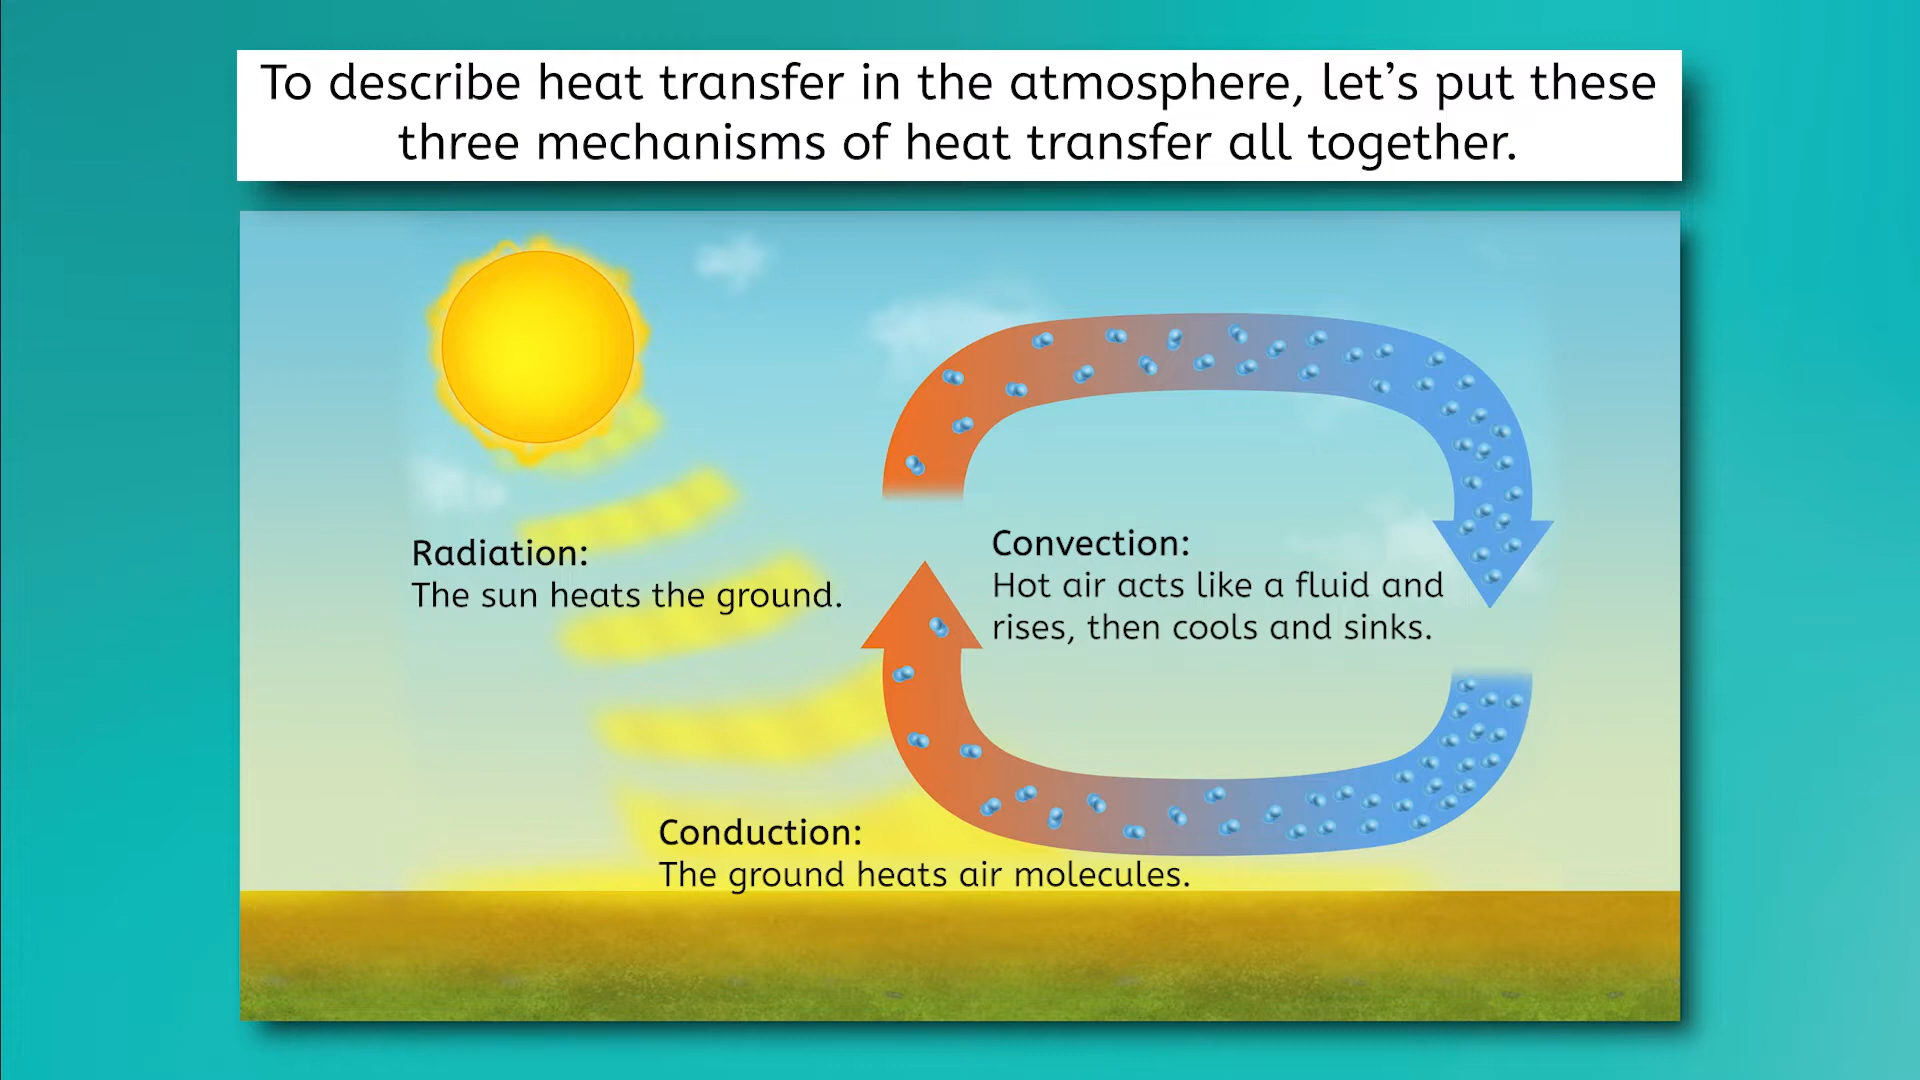 To describe heat transfer in the atmosphere, let’s put these
three mechanisms of heat transfer all together.
Radiation:
The sun heats the ground.
Convection:
Hot air acts like a fluid and
rises, then cools and sinks.
Conduction:
The ground heats air molecules.